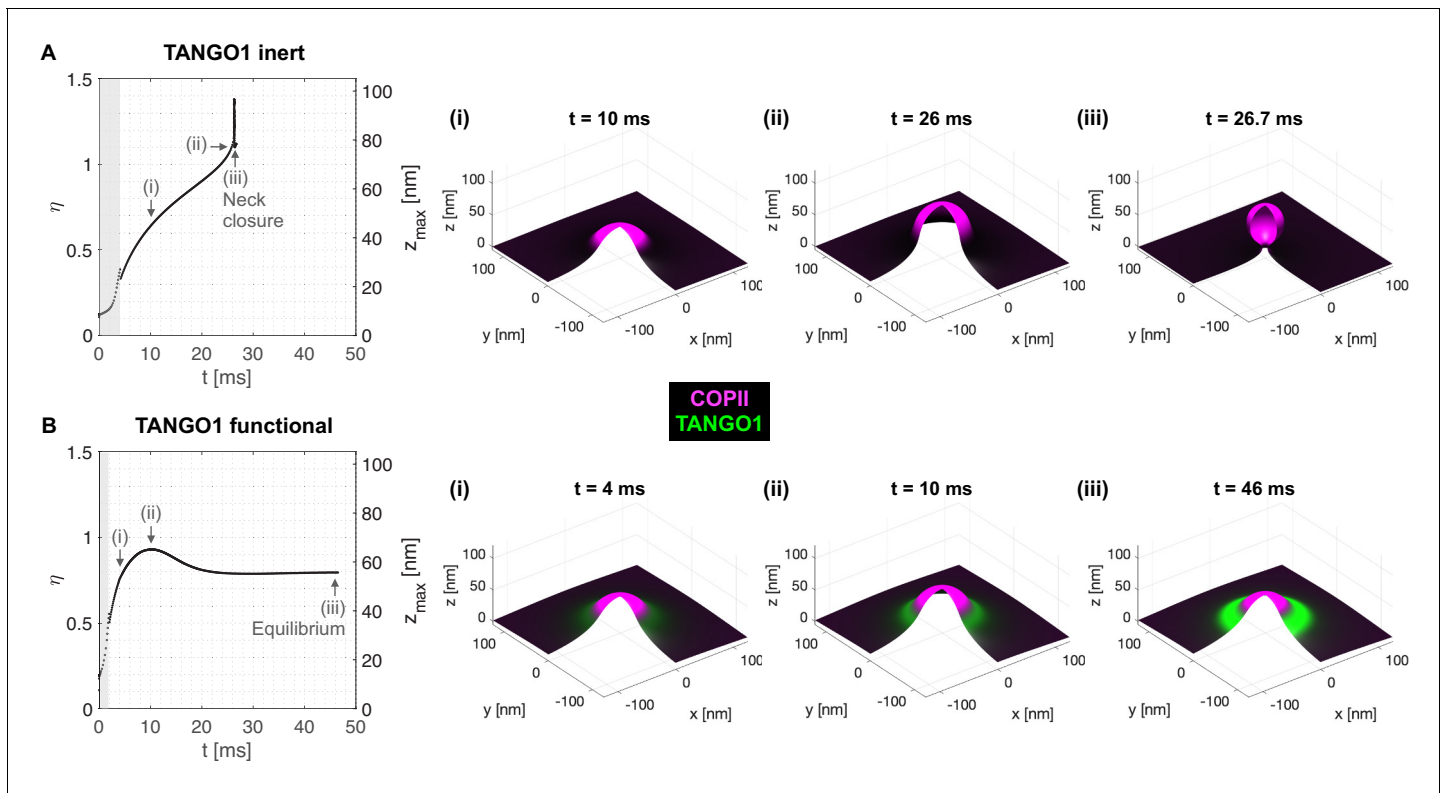 A
TANGO1 inert
1.5
1
0.5
0
η
100
80
60
40
20
0
z_max [nm]
(i)
(ii)
(iii)
Neck
closure
0 10 20 30 40 50
t [ms]
(i)
t = 10 ms
z [nm]
100
50
0
100
0
-100
y [nm]
-100
0
100
x [nm]
(ii)
t = 26 ms
z [nm]
100
50
0
100
0
-100
y [nm]
-100
0
100
x [nm]
(iii)
t = 26.7 ms
z [nm]
100
50
0
100
0
-100
y [nm]
-100
0
100
x [nm]
COPII
TANGO1
B
TANGO1 functional
1.5
1
0.5
0
η
100
80
60
40
20
0
z_max [nm]
(i)
(ii)
(iii)
Equilibrium
0 10 20 30 40 50
t [ms]
(i)
t = 4 ms
z [nm]
100
50
0
100
0
-100
y [nm]
-100
0
100
x [nm]
(ii)
t = 10 ms
z [nm]
100
50
0
100
0
-100
y [nm]
-100
0
100
x [nm]
(iii)
t = 46 ms
z [nm]
100
50
0
100
0
-100
y [nm]
-100
0
100
x [nm]